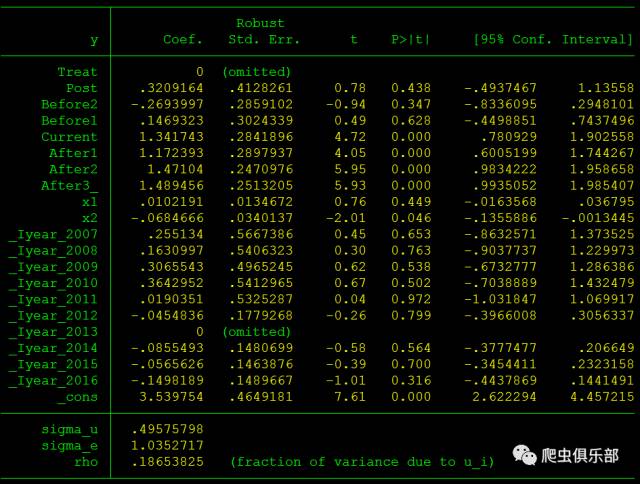 Robust
y Coef. Std. Err. t P>|t| [95% Conf. Interval]
Treat 0 (omitted)
Post .3209164 .4128261 0.78 0.438 -.4937467 1.13558
Before2 -.2693997 .2859102 -0.94 0.347 -.8336095 .2948101
Before1 .1469323 .3024339 0.49 0.628 -.4498851 .7437496
Current 1.341743 .2841896 4.72 0.000 .780929 1.902558
After1 1.172393 .2897937 4.05 0.000 .6005199 1.744267
After2 1.47104 .2470976 5.95 0.000 .9834222 1.958658
After3_ 1.489456 .2513205 5.93 0.000 .9935052 1.985407
x1 .0102191 .0134672 0.76 0.449 -.0163568 .036795
x2 -.0684666 .0340137 -2.01 0.046 -.1355886 -.0013445
_Iyear_2007 .255134 .5667386 0.45 0.653 -.8632571 1.373525
_Iyear_2008 .1630997 .5406323 0.30 0.763 -.9037737 1.229973
_Iyear_2009 .3065543 .4965245 0.62 0.538 -.6732777 1.286386
_Iyear_2010 .3642952 .5412965 0.67 0.502 -.7038889 1.432479
_Iyear_2011 .0190351 .5325287 0.04 0.972 -1.031847 1.069917
_Iyear_2012 -.0454836 .1779268 -0.26 0.799 -.3966008 .3056337
_Iyear_2013 0 (omitted)
_Iyear_2014 -.0855493 .1480699 -0.58 0.564 -.3777477 .206649
_Iyear_2015 -.0565626 .1463876 -0.39 0.700 -.3454411 .2323158
_Iyear_2016 -.1498189 .1489667 -1.01 0.316 -.4437869 .1441491
_cons 3.539754 .4649181 7.61 0.000 2.622294 4.457215
sigma_u .49575798
sigma_e 1.0352717
rho .18653825 (fraction of variance due to u_i)
爬虫俱乐部